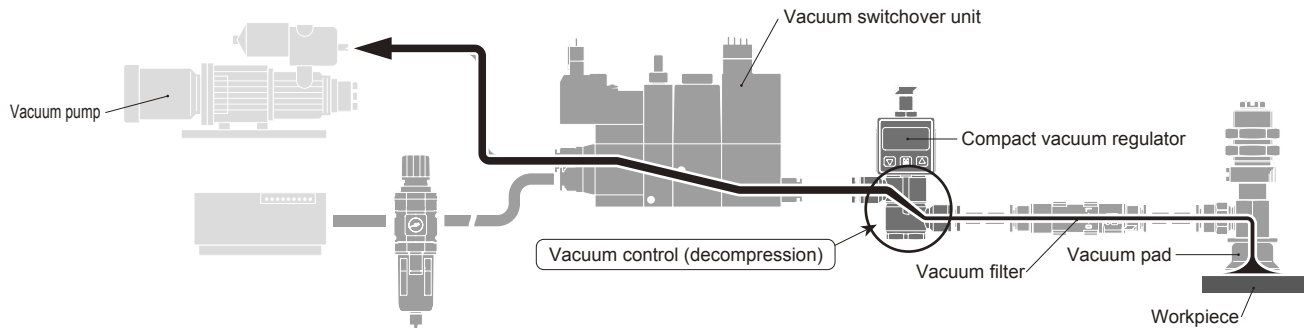 Vacuum switchover unit
Vacuum pump
Compact vacuum regulator
Vacuum control (decompression)
Vacuum pad
Vacuum filter
Workpiece